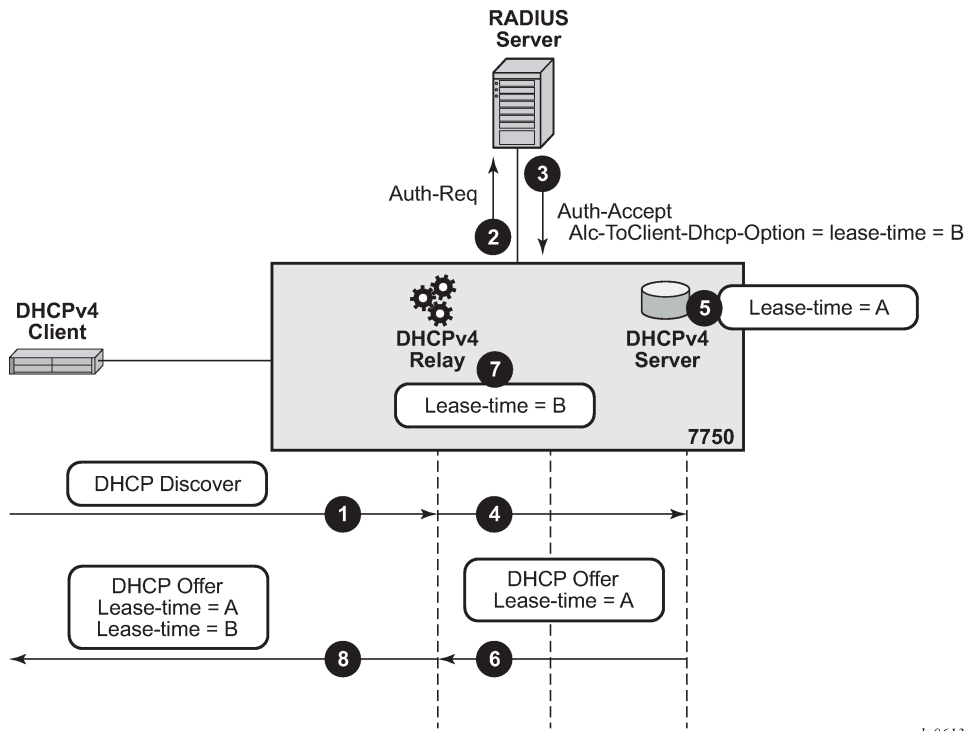 RADIUS
Server
3
Auth-Req
Auth-Accept
2
Alc-ToClient-Dhcp-Option = lease-time = B
DHCPv4
Client
DHCPv4
Relay
DHCPv4
Server
5
Lease-time = A
7
Lease-time = B
7750
DHCP Discover
1
4
DHCP Offer
Lease-time = A
Lease-time = B
DHCP Offer
Lease-time = A
8
6